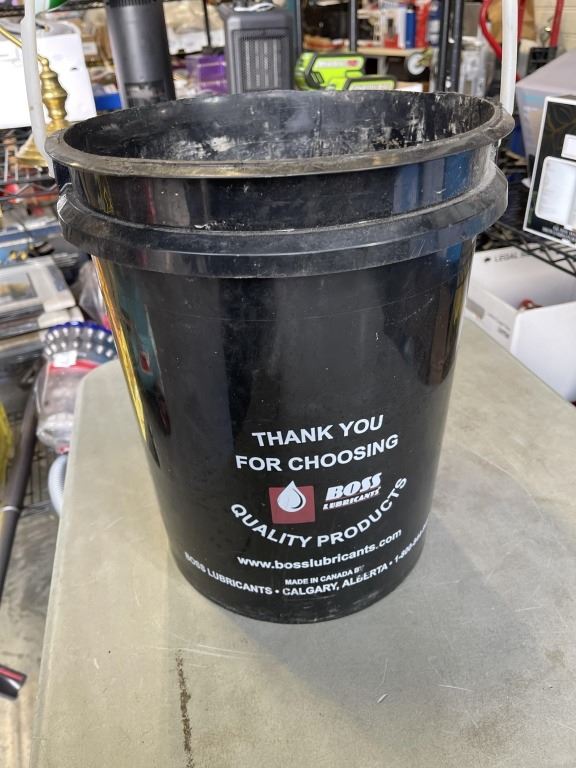 THANK YOU
FOR CHOOSING
BOSS
LUBRICANTS
QUALITY PRODUCTS
www.bosslubricants.com
MADE IN CANADA BY
BOSS LUBRICANTS • CALGARY, ALBERTA •
LEGAL